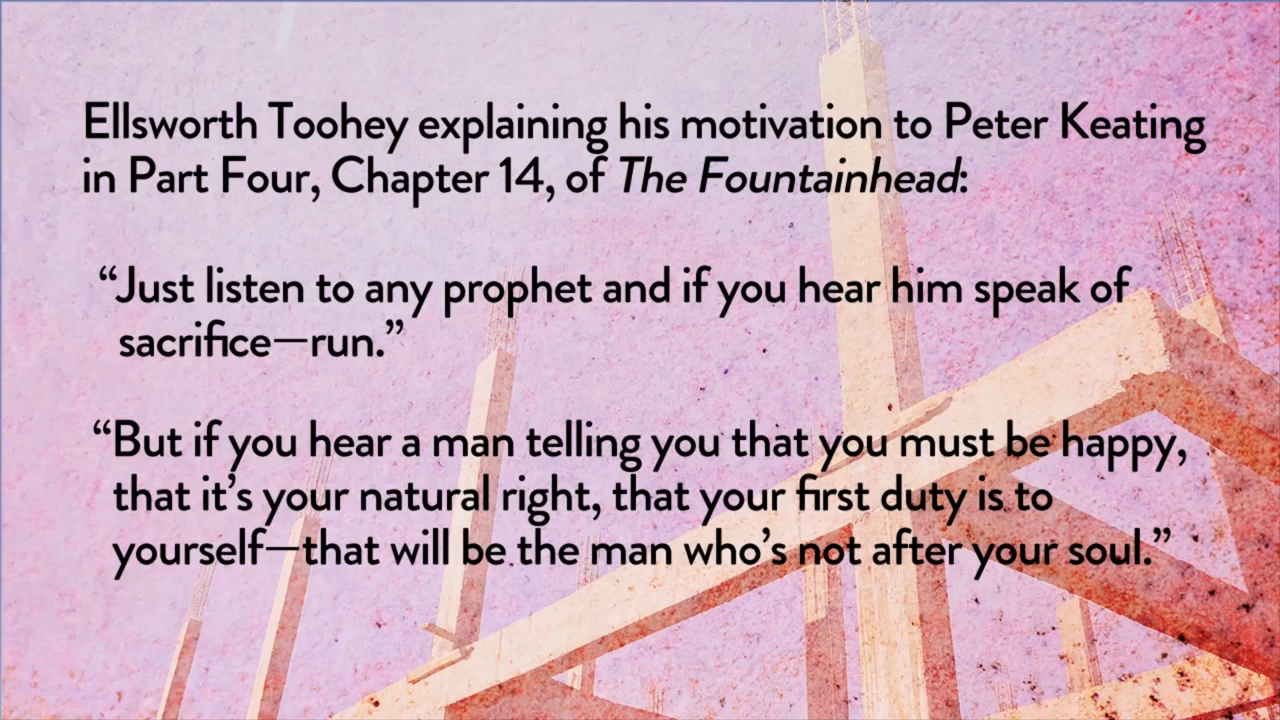 Ellsworth Toohey explaining his motivation to Peter Keating
in Part Four, Chapter 14, of The Fountainhead:
“Just listen to any prophet and if you hear him speak of
sacrifice—run.”
“But if you hear a man telling you that you must be happy,
that it’s your natural right, that your first duty is to
yourself—that will be the man who’s not after your soul.”